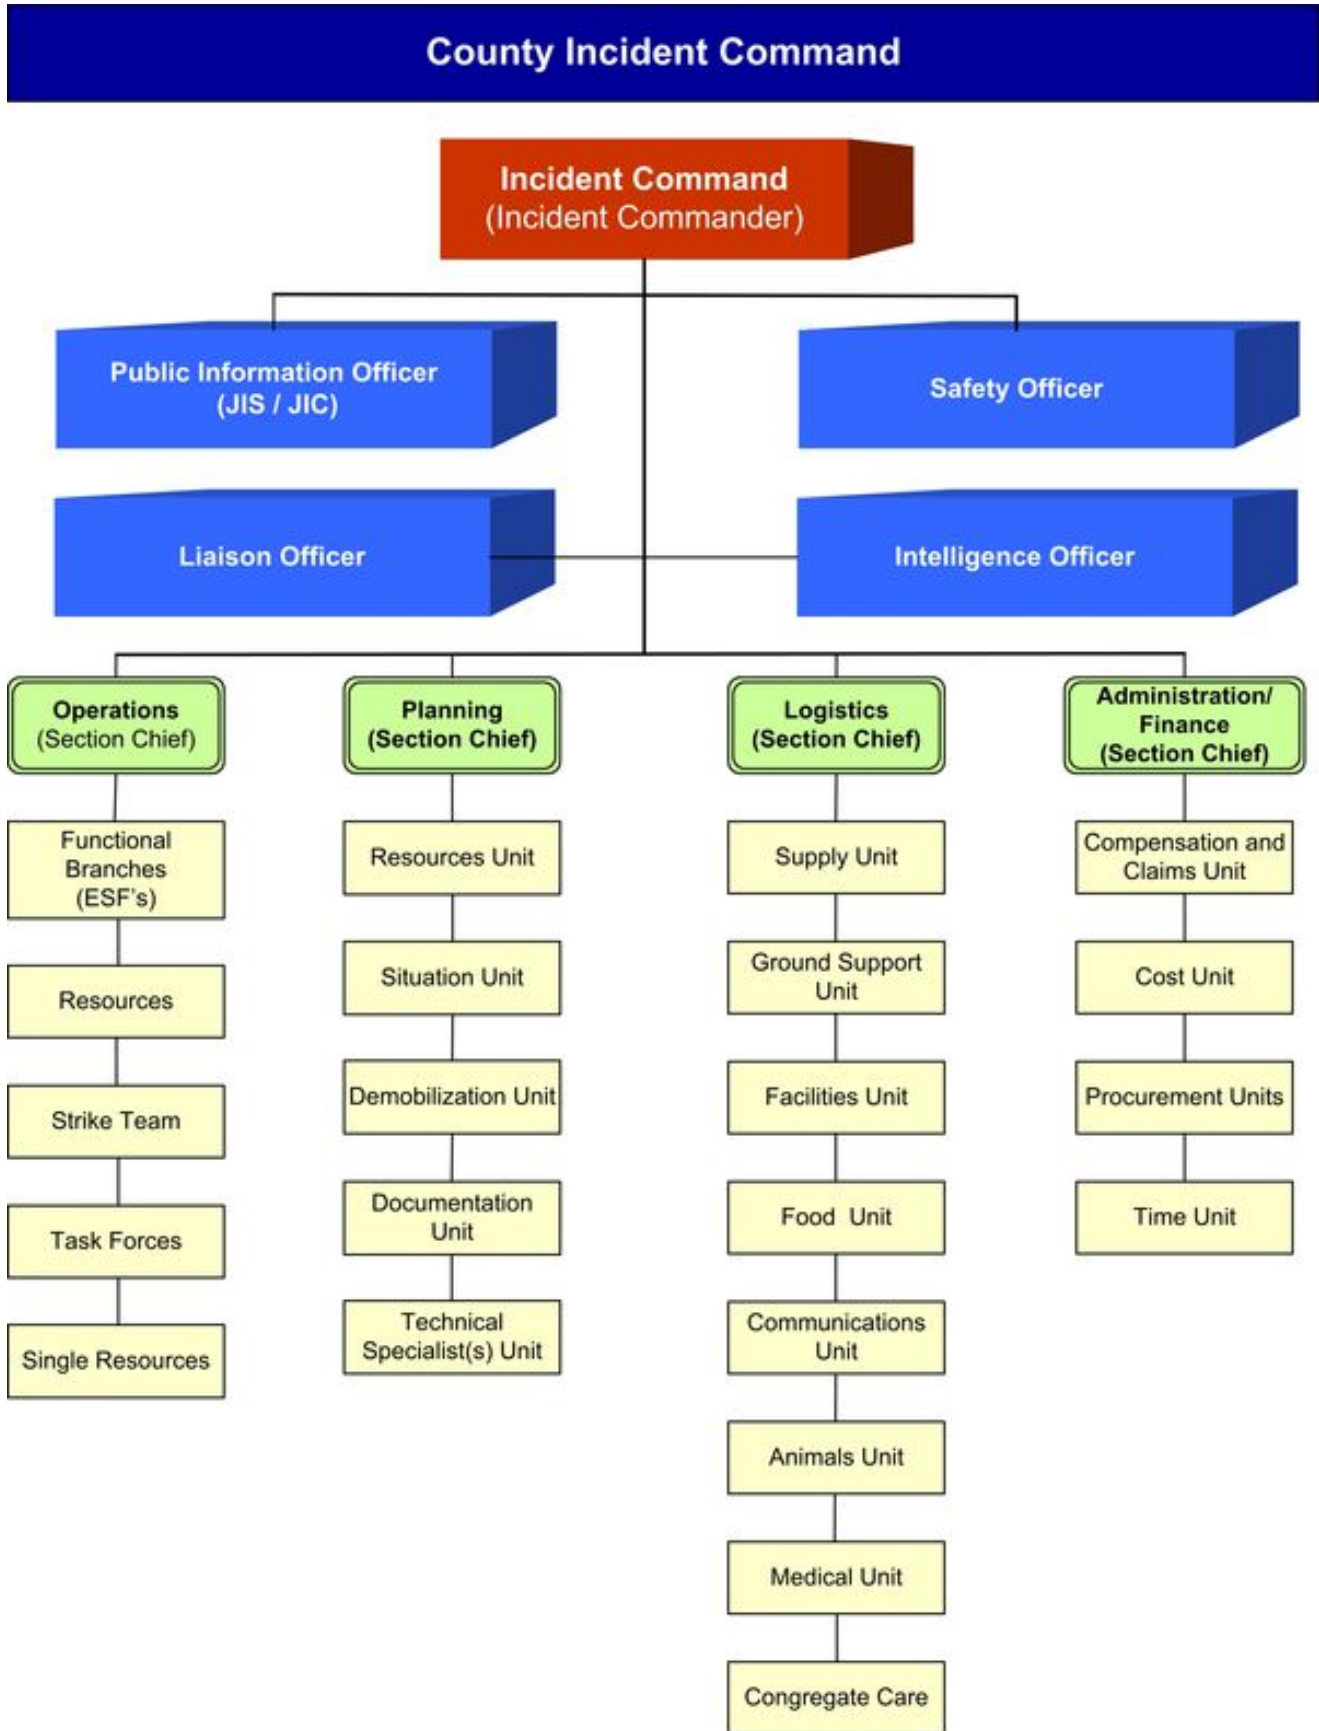 County Incident Command
Incident Command
(Incident Commander)
Public Information Officer
(JIS / JIC)
Safety Officer
Liaison Officer
Intelligence Officer
Operations
(Section Chief)
Functional
Branches
(ESF's)
Resources
Strike Team
Task Forces
Single Resources
Planning
(Section Chief)
Resources Unit
Situation Unit
Demobilization Unit
Documentation
Unit
Technical
Specialist(s) Unit
Logistics
(Section Chief)
Supply Unit
Ground Support
Unit
Facilities Unit
Food Unit
Communications
Unit
Animals Unit
Medical Unit
Congregate Care
Administration/
Finance
(Section Chief)
Compensation and
Claims Unit
Cost Unit
Procurement Units
Time Unit